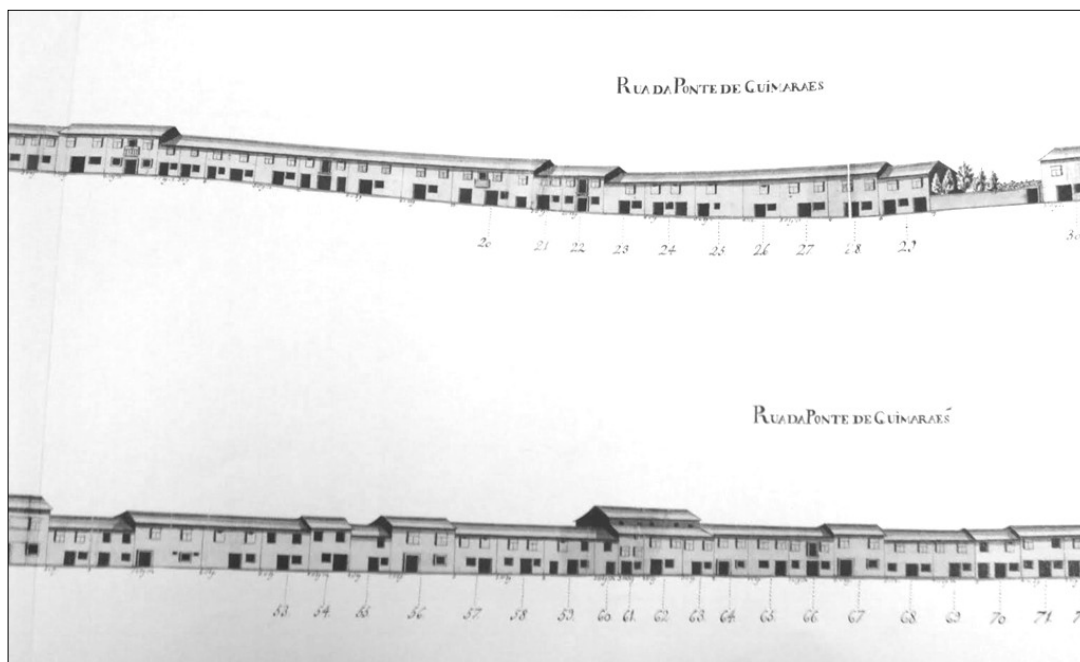 RUA DA PONTE DE GUIMARAES
20. 21. 22. 23. 24. 25. 26. 27. 28. 29. 30
RUA DA PONTE DE GUIMARAES
53. 54. 55. 56. 57. 58. 59. 60. 61. 62. 63. 64. 65. 66. 67. 68. 69. 70. 71. 7